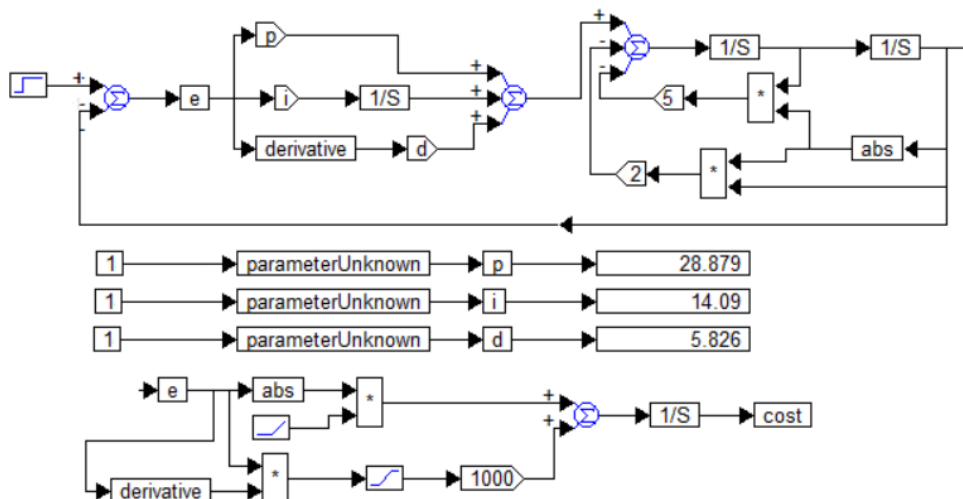 + - Σ e
p
i 1/S
derivative d
+ + + Σ
+ - - Σ 1/S 1/S
5 *
abs
2 *
1 parameterUnknown p 28.879
1 parameterUnknown i 14.09
1 parameterUnknown d 5.826
e abs * + + Σ 1/S cost
derivative * 1000